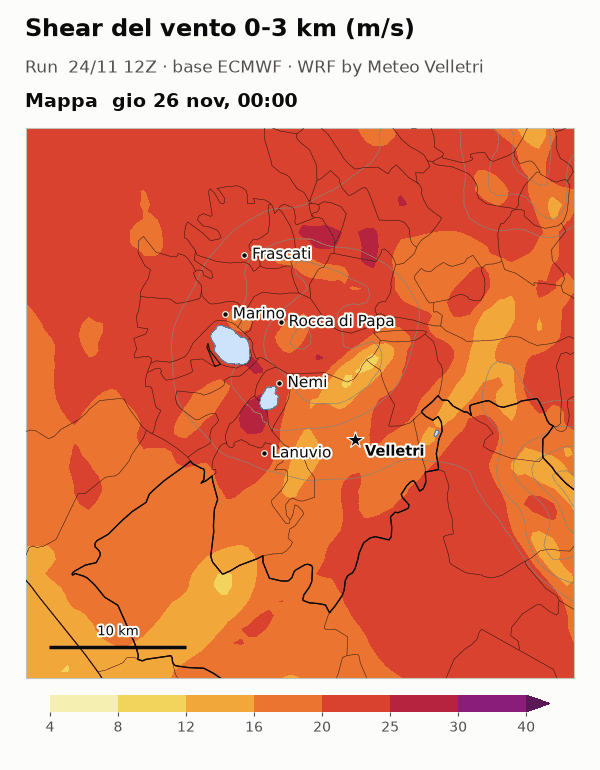 Shear del vento 0-3 km (m/s)
Run  24/11 12Z · base ECMWF · WRF by Meteo Velletri
Mappa  gio 26 nov, 00:00
Frascati
Marino
Rocca di Papa
Nemi
Velletri
Lanuvio
10 km
4 8 12 16 20 25 30 40